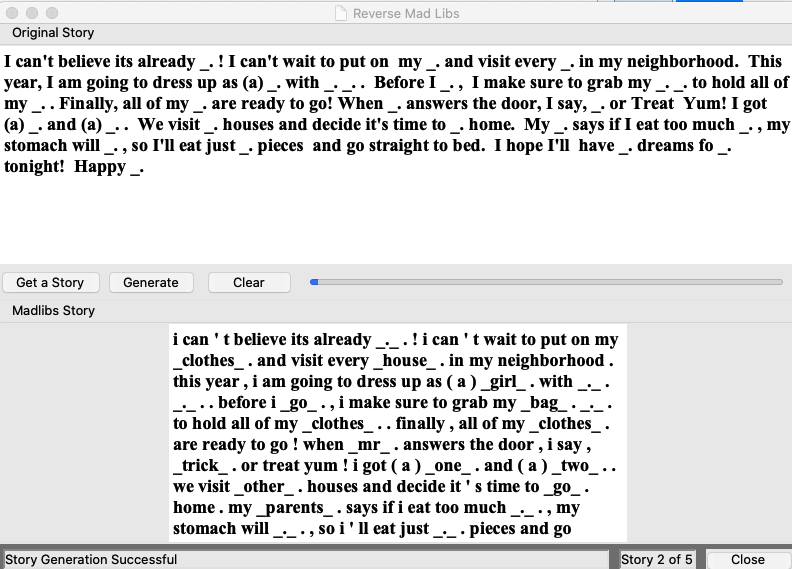 Reverse Mad Libs
Original Story
I can't believe its already _. ! I can't wait to put on  my _. and visit every _. in my neighborhood.  This
year, I am going to dress up as (a) _. with _. _. .  Before I _. ,  I make sure to grab my _. _. to hold all of
my _. . Finally, all of my _. are ready to go! When _. answers the door, I say, _. or Treat  Yum! I got
(a) _. and (a) _. .  We visit _. houses and decide it's time to _. home.  My _. says if I eat too much _. , my
stomach will _. , so I'll eat just _. pieces  and go straight to bed.  I hope I'll  have _. dreams fo _.
tonight!  Happy _.
Get a Story
Generate
Clear
Madlibs Story
i can ' t believe its already _._ . ! i can ' t wait to put on my
_clothes_ . and visit every _house_ . in my neighborhood .
this year , i am going to dress up as ( a ) _girl_ . with _._ .
_._ . . before i _go_ . , i make sure to grab my _bag_ . _._ .
to hold all of my _clothes_ . . finally , all of my _clothes_ .
are ready to go ! when _mr_ . answers the door , i say ,
_trick_ . or treat yum ! i got ( a ) _one_ . and ( a ) _two_ . .
we visit _other_ . houses and decide it ' s time to _go_ .
home . my _parents_ . says if i eat too much _._ . , my
stomach will _._ . , so i ' ll eat just _._ . pieces and go
Story Generation Successful
Story 2 of 5
Close